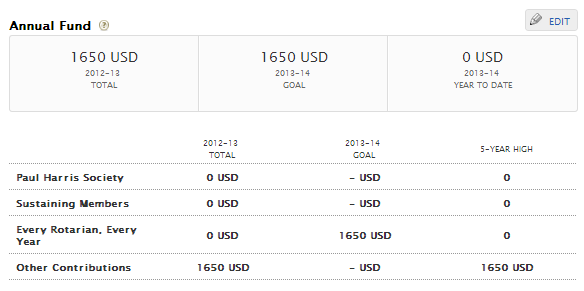 Annual Fund ?
EDIT
1650 USD 1650 USD 0 USD
2012-13 2013-14 2013-14
TOTAL GOAL YEAR TO DATE
2012-13 2013-14
TOTAL GOAL 5-YEAR HIGH
Paul Harris Society 0 USD - USD 0
Sustaining Members 0 USD - USD 0
Every Rotarian, Every
Year 0 USD 1650 USD 0
Other Contributions 1650 USD - USD 1650 USD